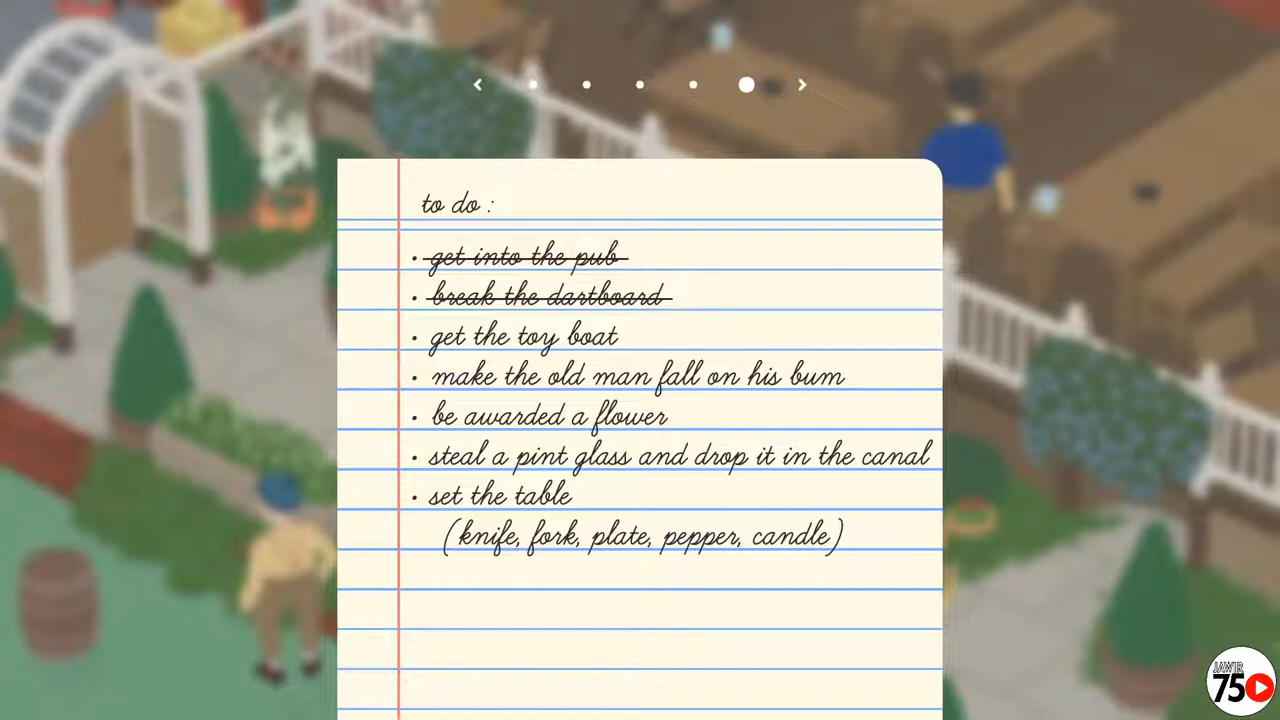 to do :
• get into the pub
• break the dartboard
• get the toy boat
• make the old man fall on his bum
• be awarded a flower
• steal a pint glass and drop it in the canal
• set the table
(knife, fork, plate, pepper, candle)
JAW1R
75